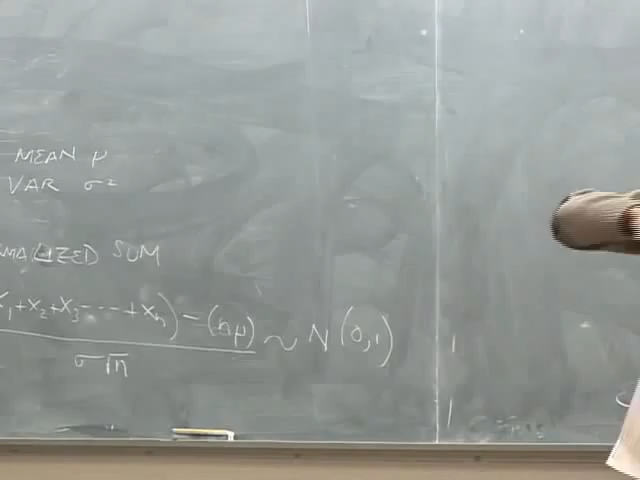 MEAN μ
VAR σ²
MALIZED SUM
X₁+X₂+X₃----+Xₙ) - (nμ)
σ√n
~ N(0,1)